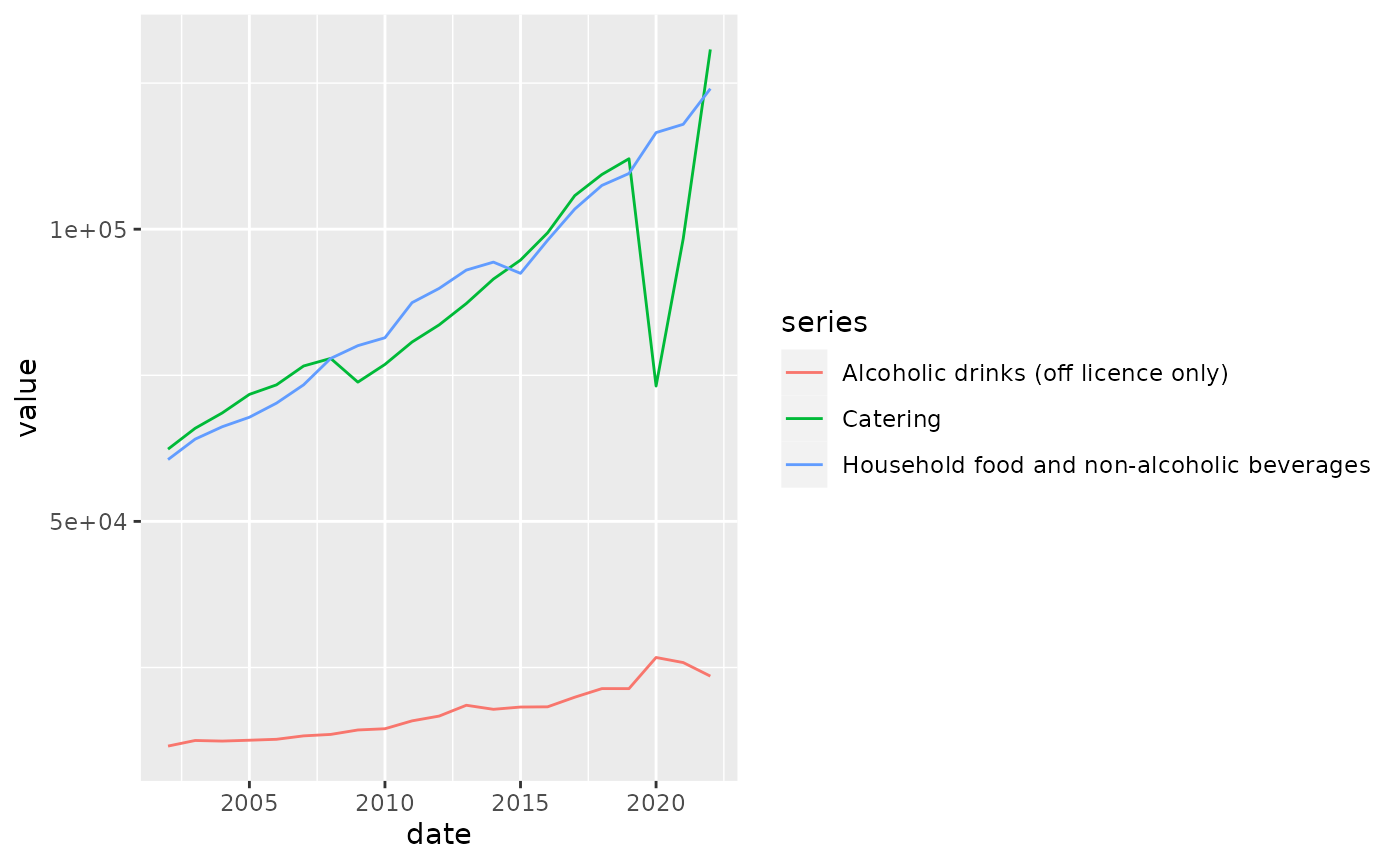 value
1e+05
5e+04
2005 2010 2015 2020
date
series
Alcoholic drinks (off licence only)
Catering
Household food and non-alcoholic beverages